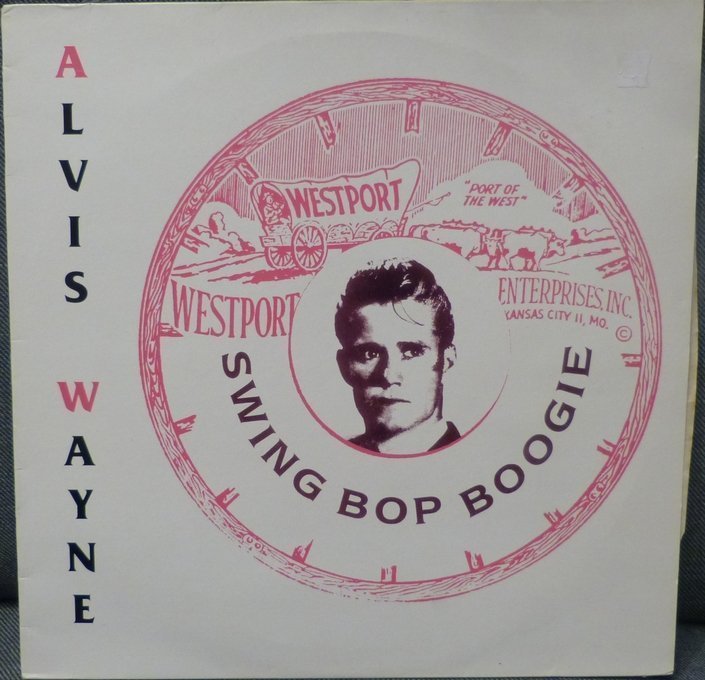 ALVIS WAYNE
WESTPORT
"PORT OF
THE WEST"
WESTPORT
ENTERPRISES INC.
KANSAS CITY 11, MO.
©
SWING BOP BOOGIE